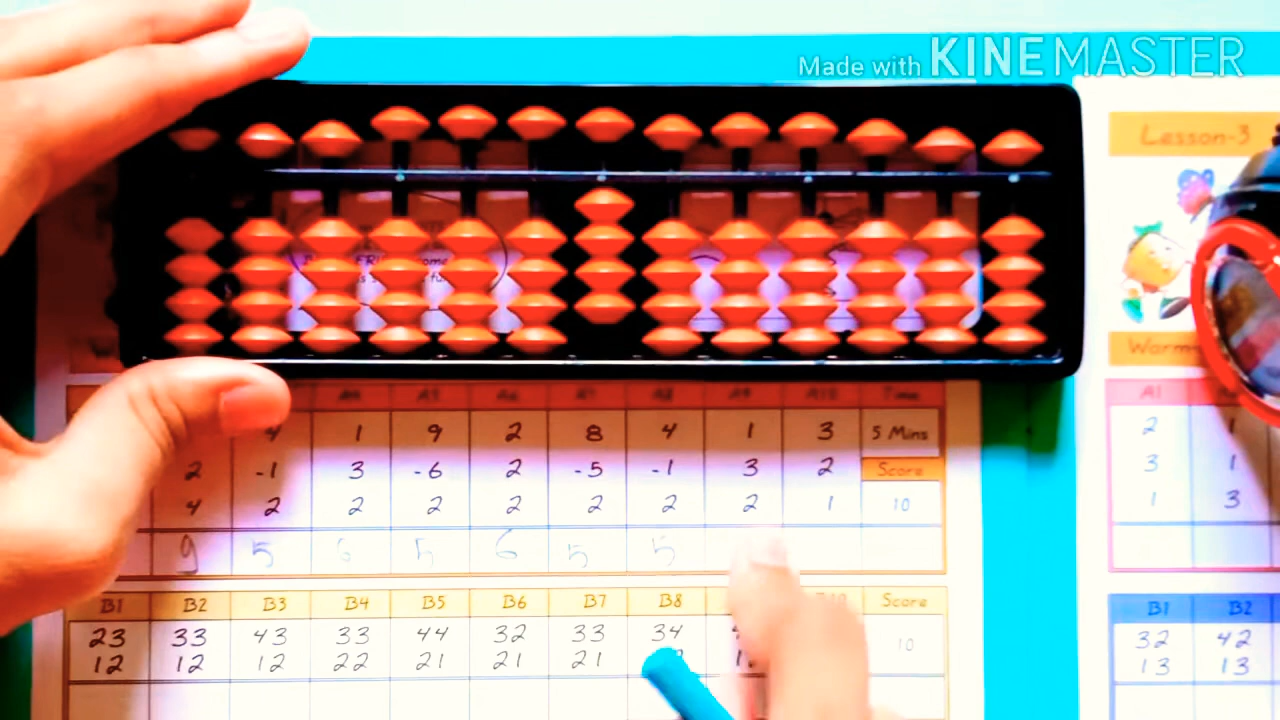 Made with KINEMASTER
Lesson-3
A4 A5 A6 A7 A8 A9 A10 Time
4 1 9 2 8 4 1 3 5 Mins
2 -1 3 -6 2 -5 -1 3 2 Score
4 2 2 2 2 2 2 2 1 10
9 5 6 5 6 5 5
B1 B2 B3 B4 B5 B6 B7 B8 Score
23 33 43 33 44 32 33 34 10
12 12 12 22 21 21 21
A1
2 1
3 1
1 3
B1 B2
32 42
13 13